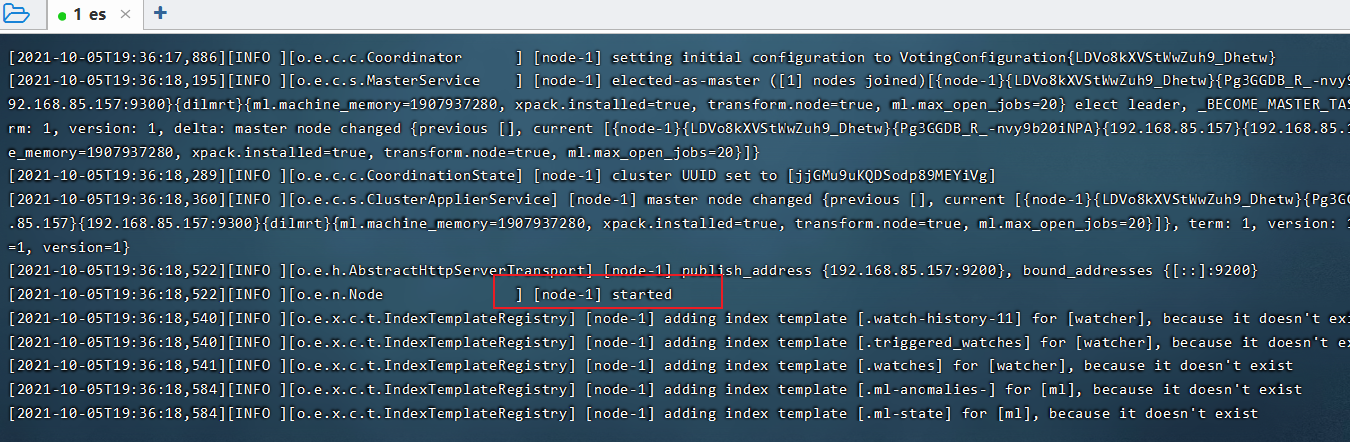 1 es × +
[2021-10-05T19:36:17,886][INFO ][o.e.c.c.Coordinator       ] [node-1] setting initial configuration to VotingConfiguration{LDVo8kXVStWwZuh9_Dhetw}
[2021-10-05T19:36:18,195][INFO ][o.e.c.s.MasterService    ] [node-1] elected-as-master ([1] nodes joined)[{node-1}{LDVo8kXVStWwZuh9_Dhetw}{Pg3GGDB_R_-nvy9
92.168.85.157:9300}{dilmrt}{ml.machine_memory=1907937280, xpack.installed=true, transform.node=true, ml.max_open_jobs=20} elect leader, _BECOME_MASTER_TAS
rm: 1, version: 1, delta: master node changed {previous [], current [{node-1}{LDVo8kXVStWwZuh9_Dhetw}{Pg3GGDB_R_-nvy9b20iNPA}{192.168.85.157}{192.168.85.1
e_memory=1907937280, xpack.installed=true, transform.node=true, ml.max_open_jobs=20}]}
[2021-10-05T19:36:18,289][INFO ][o.e.c.c.CoordinationState] [node-1] cluster UUID set to [jjGMu9uKQDSodp89MEYiVg]
[2021-10-05T19:36:18,360][INFO ][o.e.c.s.ClusterApplierService] [node-1] master node changed {previous [], current [{node-1}{LDVo8kXVStWwZuh9_Dhetw}{Pg3GG
.85.157}{192.168.85.157:9300}{dilmrt}{ml.machine_memory=1907937280, xpack.installed=true, transform.node=true, ml.max_open_jobs=20}]}, term: 1, version: 1
=1, version=1}
[2021-10-05T19:36:18,522][INFO ][o.e.h.AbstractHttpServerTransport] [node-1] publish_address {192.168.85.157:9200}, bound_addresses {[::]:9200}
[2021-10-05T19:36:18,522][INFO ][o.e.n.Node               ] [node-1] started
[2021-10-05T19:36:18,540][INFO ][o.e.x.c.t.IndexTemplateRegistry] [node-1] adding index template [.watch-history-11] for [watcher], because it doesn't exi
[2021-10-05T19:36:18,540][INFO ][o.e.x.c.t.IndexTemplateRegistry] [node-1] adding index template [.triggered_watches] for [watcher], because it doesn't ex
[2021-10-05T19:36:18,541][INFO ][o.e.x.c.t.IndexTemplateRegistry] [node-1] adding index template [.watches] for [watcher], because it doesn't exist
[2021-10-05T19:36:18,584][INFO ][o.e.x.c.t.IndexTemplateRegistry] [node-1] adding index template [.ml-anomalies-] for [ml], because it doesn't exist
[2021-10-05T19:36:18,584][INFO ][o.e.x.c.t.IndexTemplateRegistry] [node-1] adding index template [.ml-state] for [ml], because it doesn't exist